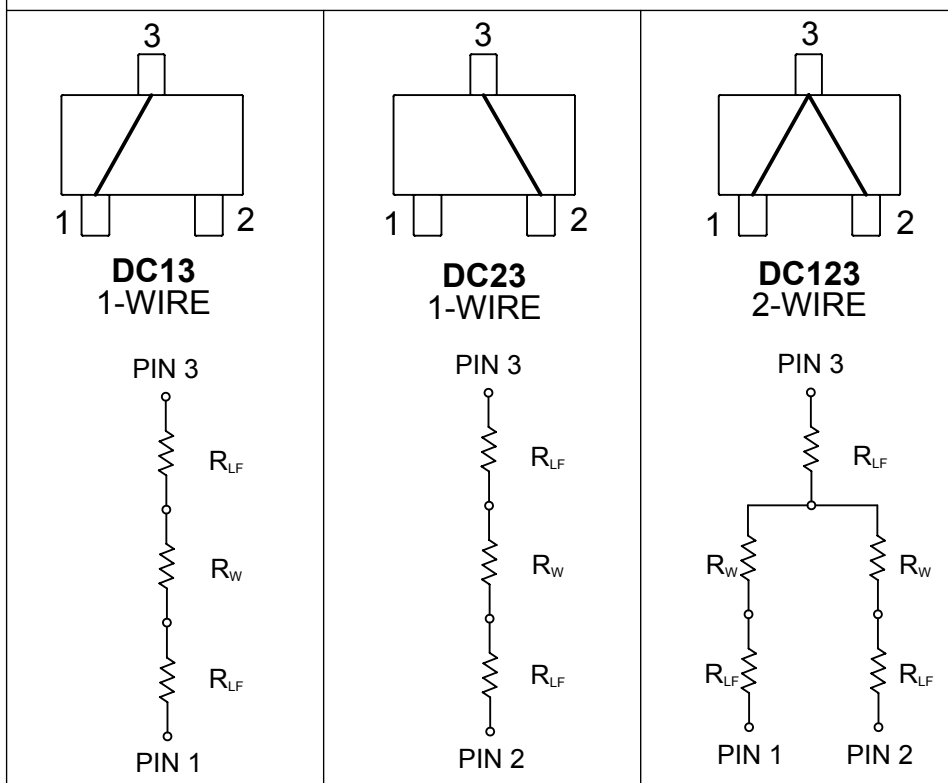 3
1
2
DC13
1-WIRE
PIN 3
R_LF
R_W
R_LF
PIN 1
3
1
2
DC23
1-WIRE
PIN 3
R_LF
R_W
R_LF
PIN 2
3
1
2
DC123
2-WIRE
PIN 3
R_LF
R_W
R_W
R_LF
R_LF
PIN 1
PIN 2